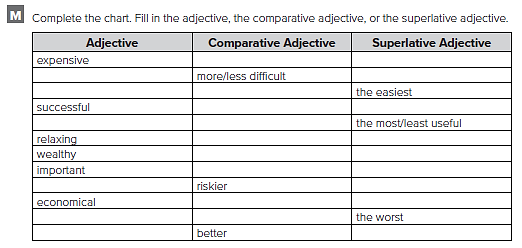 M Complete the chart. Fill in the adjective, the comparative adjective, or the superlative adjective.
Adjective Comparative Adjective Superlative Adjective
expensive
more/less difficult
the easiest
successful
the most/least useful
relaxing
wealthy
important
riskier
economical
the worst
better